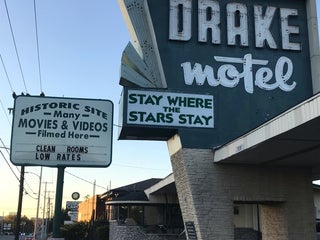 DRAKE
motel
STAY WHERE
THE
STARS STAY
HISTORIC SITE
- Many -
MOVIES & VIDEOS
- Filmed Here -
CLEAN ROOMS
LOW RATES